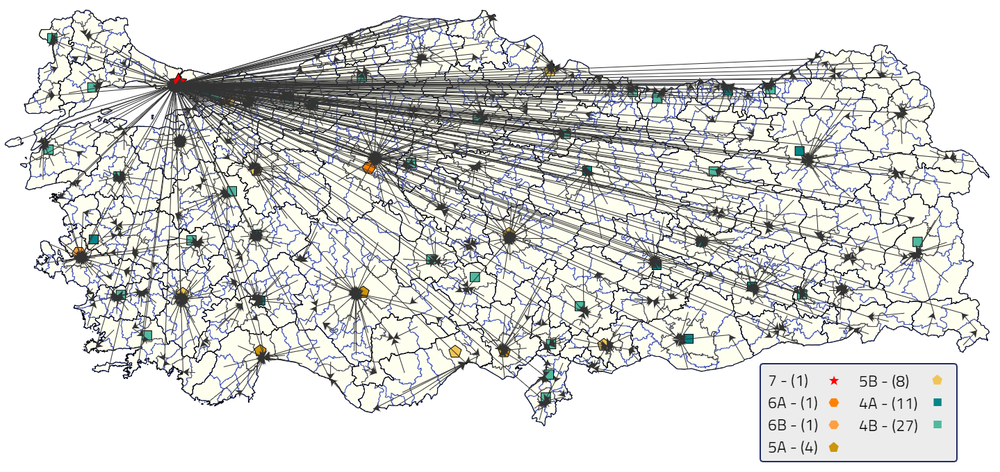 7 - (1)
5B - (8)
6A - (1)
4A - (11)
6B - (1)
4B - (27)
5A - (4)